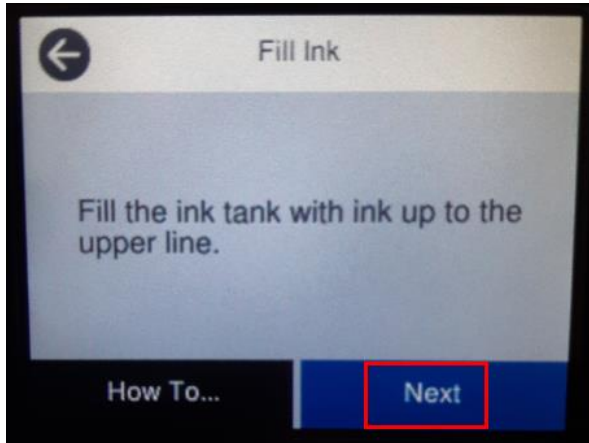 Fill Ink
Fill the ink tank with ink up to the
upper line.
How To...
Next